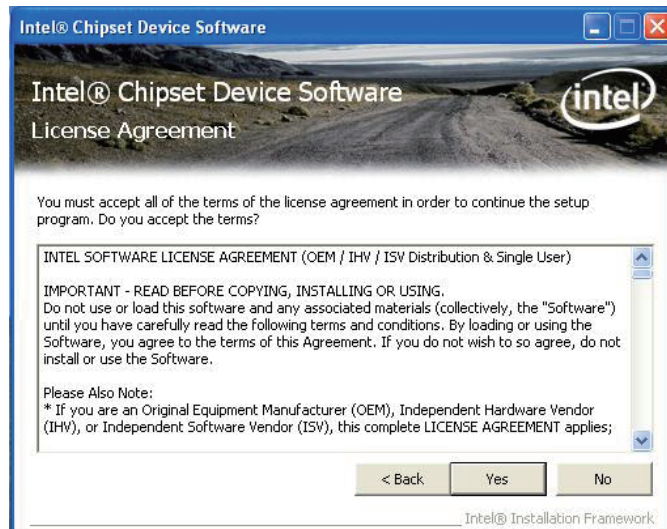 Intel® Chipset Device Software
Intel® Chipset Device Software
intel
License Agreement
You must accept all of the terms of the license agreement in order to continue the setup
program. Do you accept the terms?
INTEL SOFTWARE LICENSE AGREEMENT (OEM / IHV / ISV Distribution & Single User)
IMPORTANT - READ BEFORE COPYING, INSTALLING OR USING.
Do not use or load this software and any associated materials (collectively, the "Software")
until you have carefully read the following terms and conditions. By loading or using the
Software, you agree to the terms of this Agreement. If you do not wish to so agree, do not
install or use the Software.
Please Also Note:
* If you are an Original Equipment Manufacturer (OEM), Independent Hardware Vendor
(IHV), or Independent Software Vendor (ISV), this complete LICENSE AGREEMENT applies;
< Back Yes No
Intel® Installation Framework